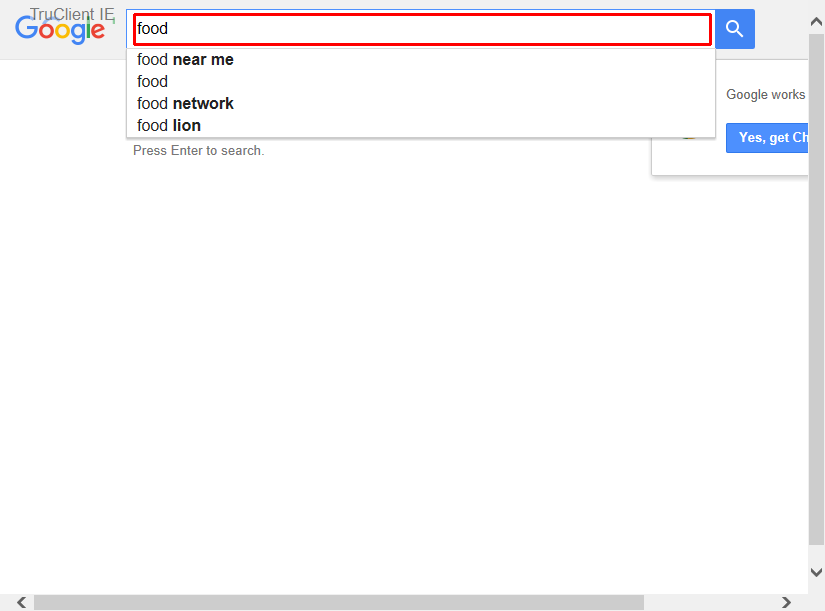 TruClient IE
Google
food
food near me
food
food network
food lion
Press Enter to search.
Google works
Yes, get Ch